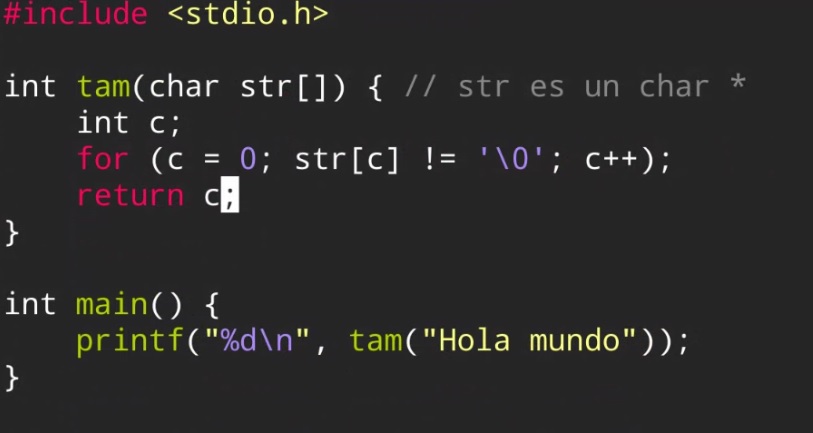 #include <stdio.h>
int tam(char str[]) { // str es un char *
    int c;
    for (c = 0; str[c] != '\0'; c++);
    return c;
}
int main() {
    printf("%d\n", tam("Hola mundo"));
}